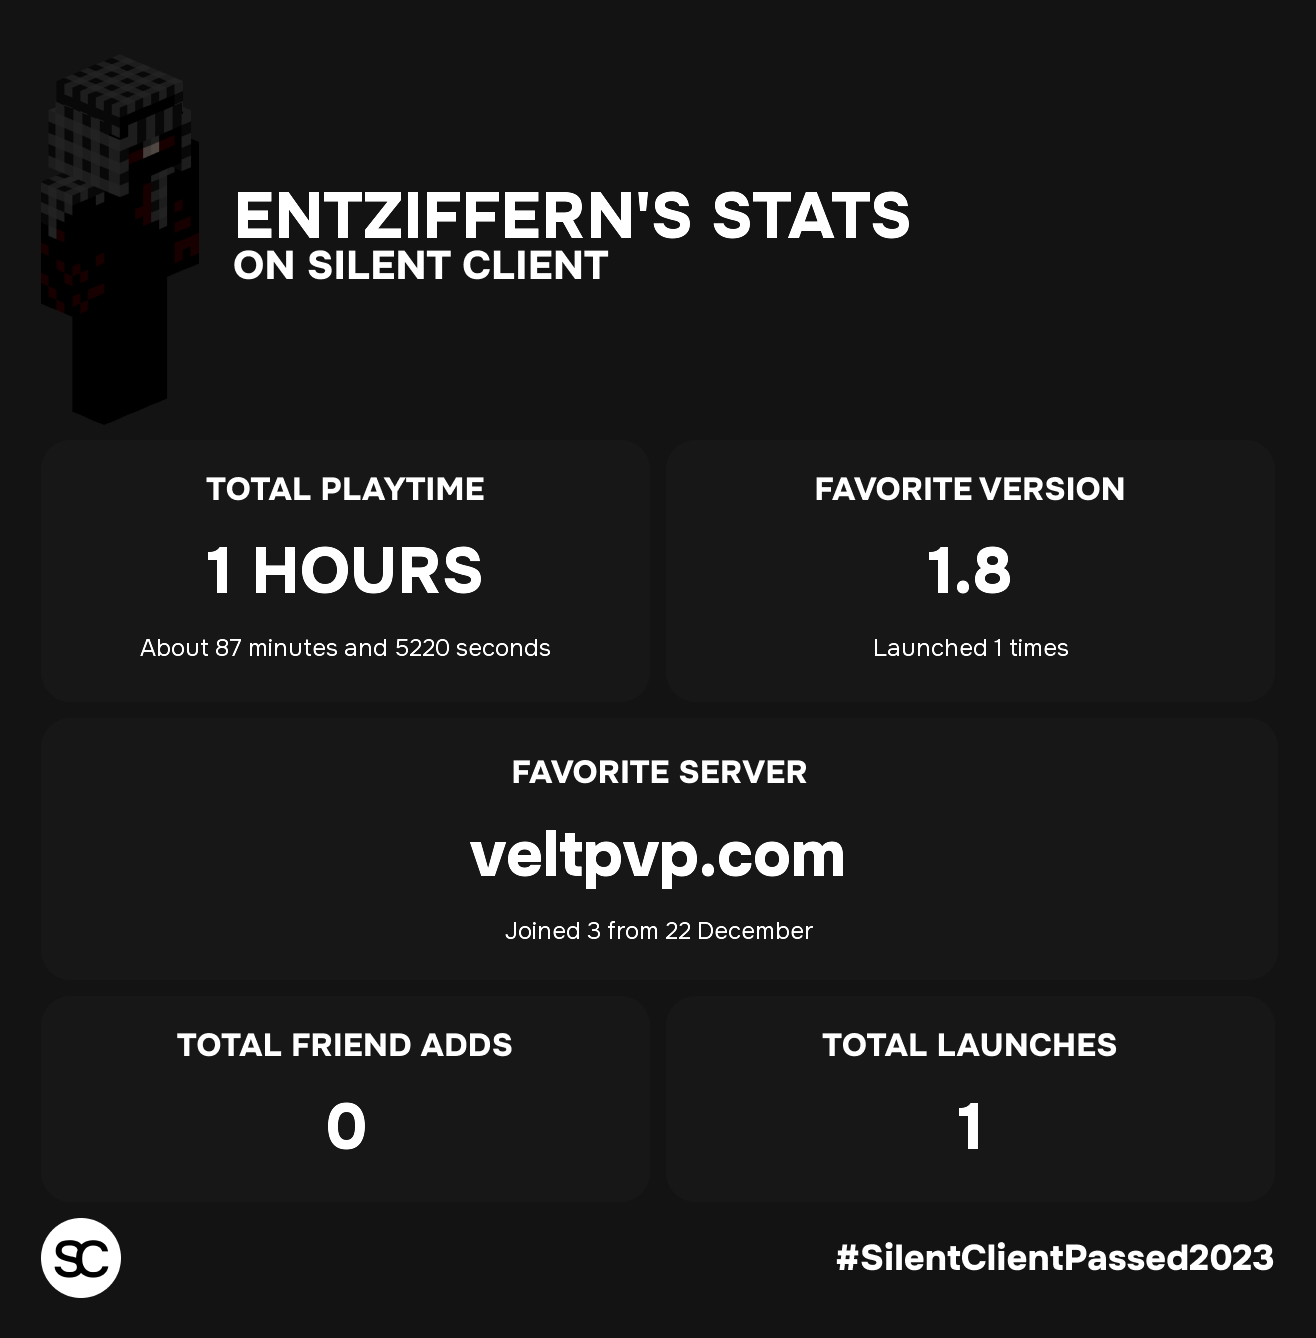 ENTZIFFERN'S STATS
ON SILENT CLIENT
TOTAL PLAYTIME
1 HOURS
About 87 minutes and 5220 seconds
FAVORITE VERSION
1.8
Launched 1 times
FAVORITE SERVER
veltpvp.com
Joined 3 from 22 December
TOTAL FRIEND ADDS
0
TOTAL LAUNCHES
1
SC
#SilentClientPassed2023